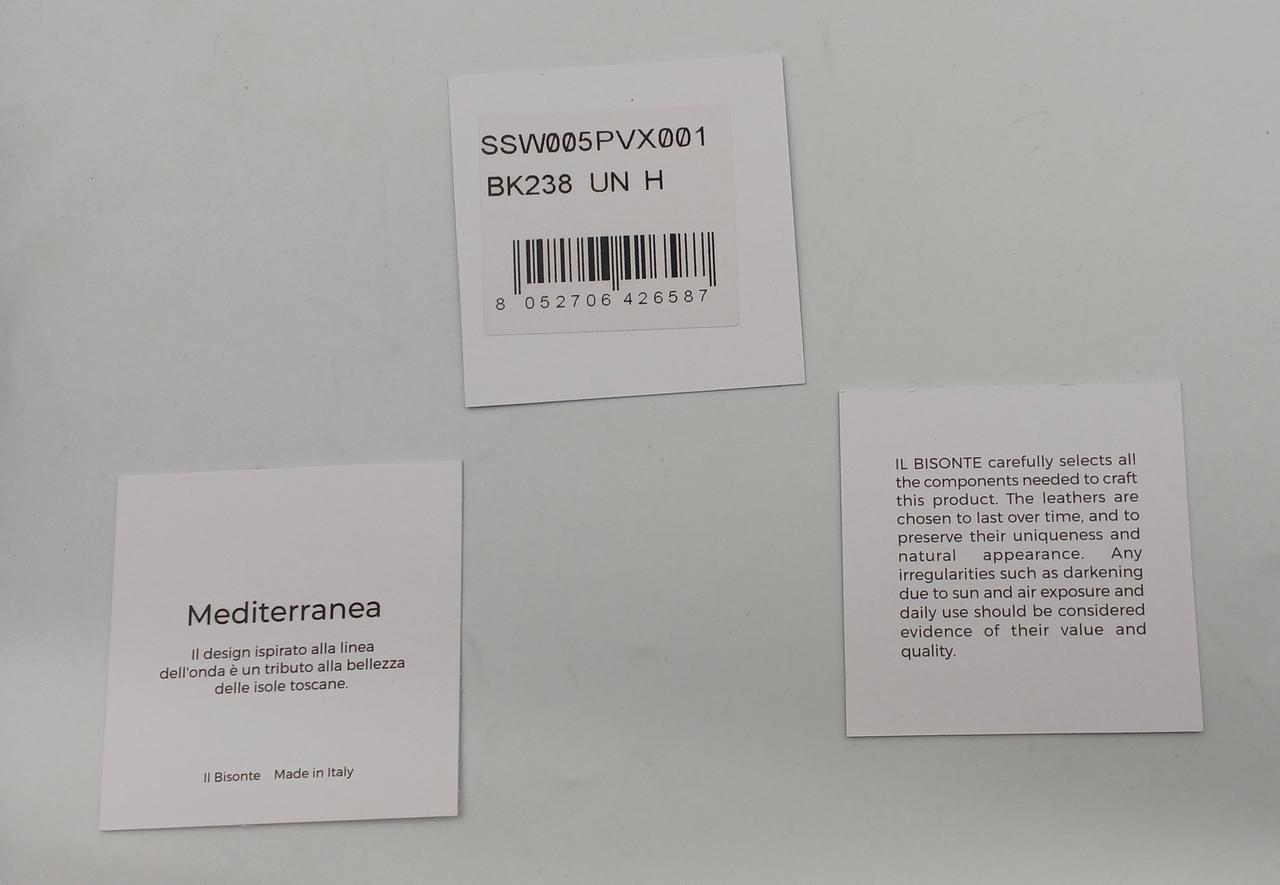 SSW005PVX001
BK238 UN H
8 052706 426587
Mediterranea
Il design ispirato alla linea
dell'onda è un tributo alla bellezza
delle isole toscane.
Il Bisonte Made in Italy
IL BISONTE carefully selects all
the components needed to craft
this product. The leathers are
chosen to last over time, and to
preserve their uniqueness and
natural appearance. Any
irregularities such as darkening
due to sun and air exposure and
daily use should be considered
evidence of their value and
quality.